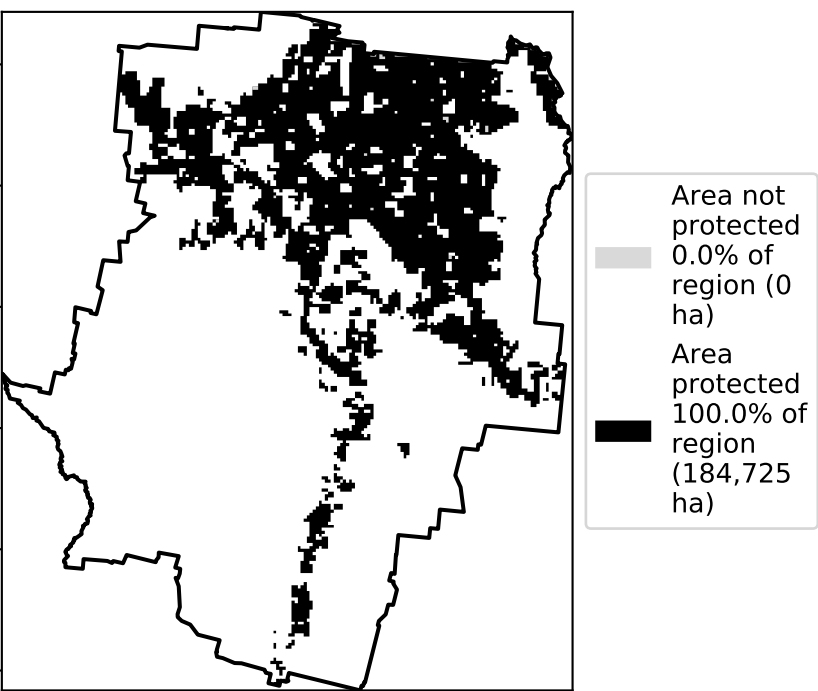 Area not
protected
0.0% of
region (0
ha)
Area
protected
100.0% of
region
(184,725
ha)